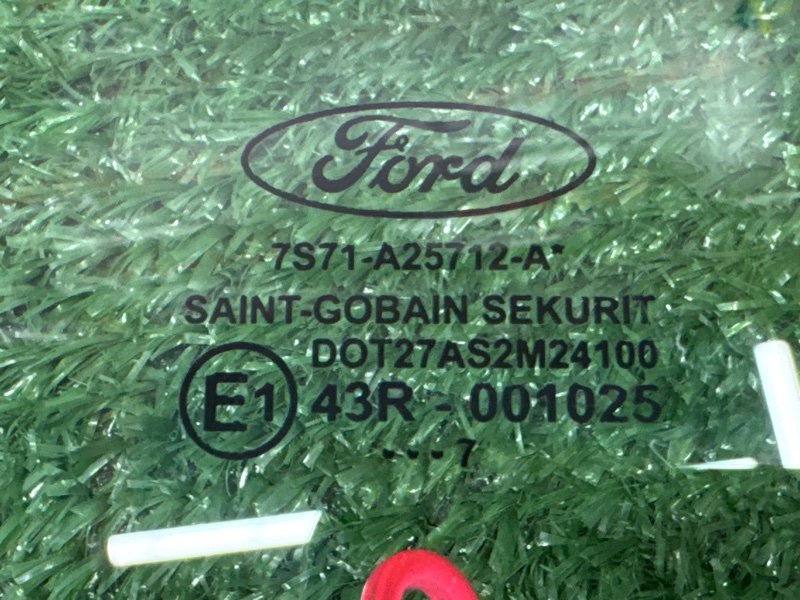 Ford
7S71-A25712-A*
SAINT-GOBAIN SEKURIT
DOT27AS2M24100
E1 43R - 001025
... 7